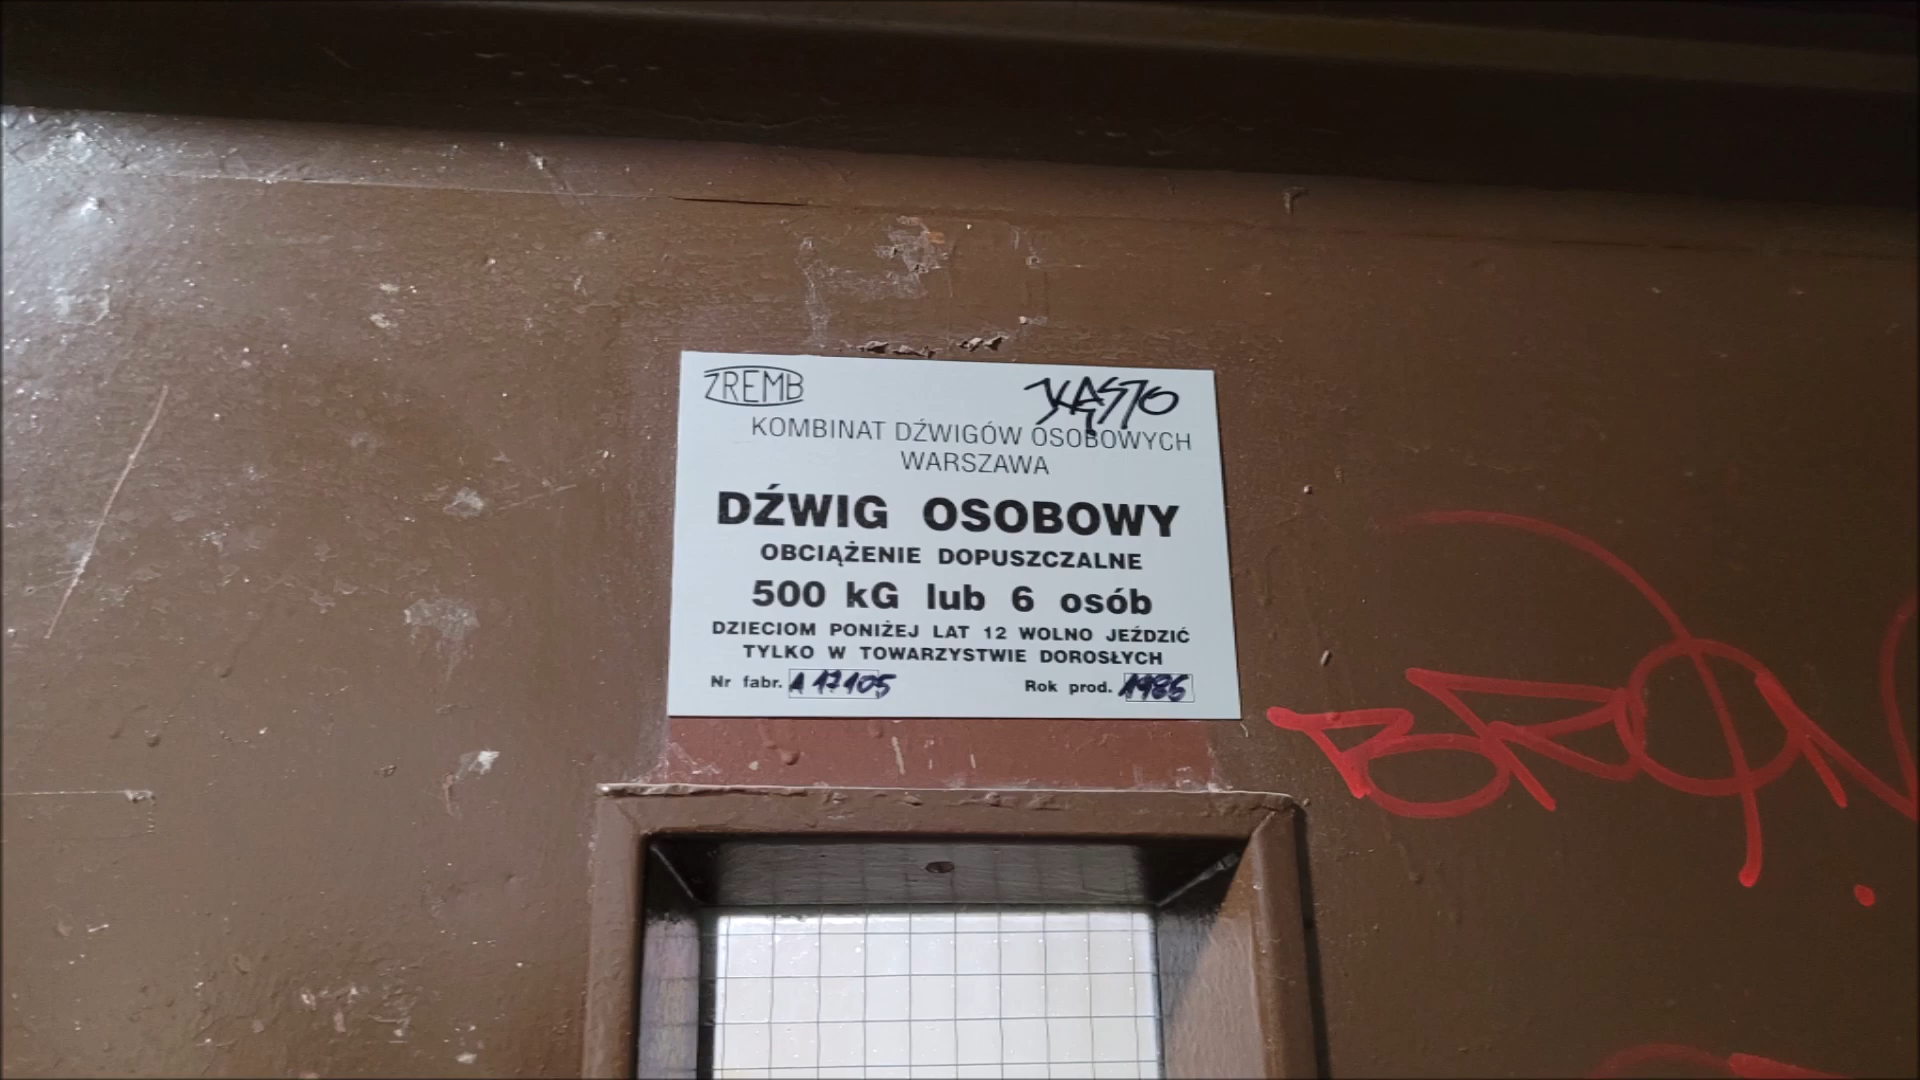 ZREMB
KOMBINAT DŹWIGÓW OSOBOWYCH
WARSZAWA
DŹWIG OSOBOWY
OBCIĄŻENIE DOPUSZCZALNE
500 kG lub 6 osób
DZIECIOM PONIŻEJ LAT 12 WOLNO JEŹDZIĆ
TYLKO W TOWARZYSTWIE DOROSŁYCH
Nr fabr. A 17105 Rok prod. 1985